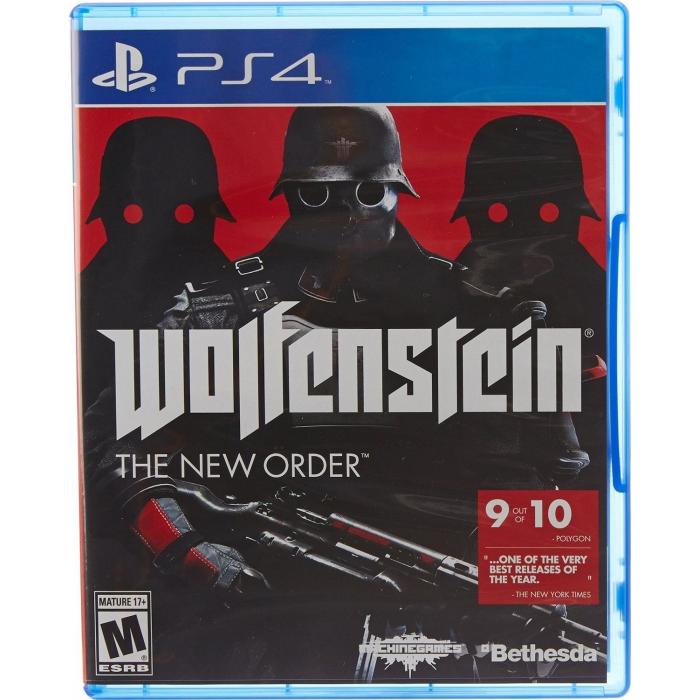 PS4™
Wolfenstein®
THE NEW ORDER™
9 OUT OF 10
- POLYGON
"...ONE OF THE VERY
BEST RELEASES OF
THE YEAR. "
- THE NEW YORK TIMES
MATURE 17+
M
ESRB
MACHINEGAMES
Bethesda